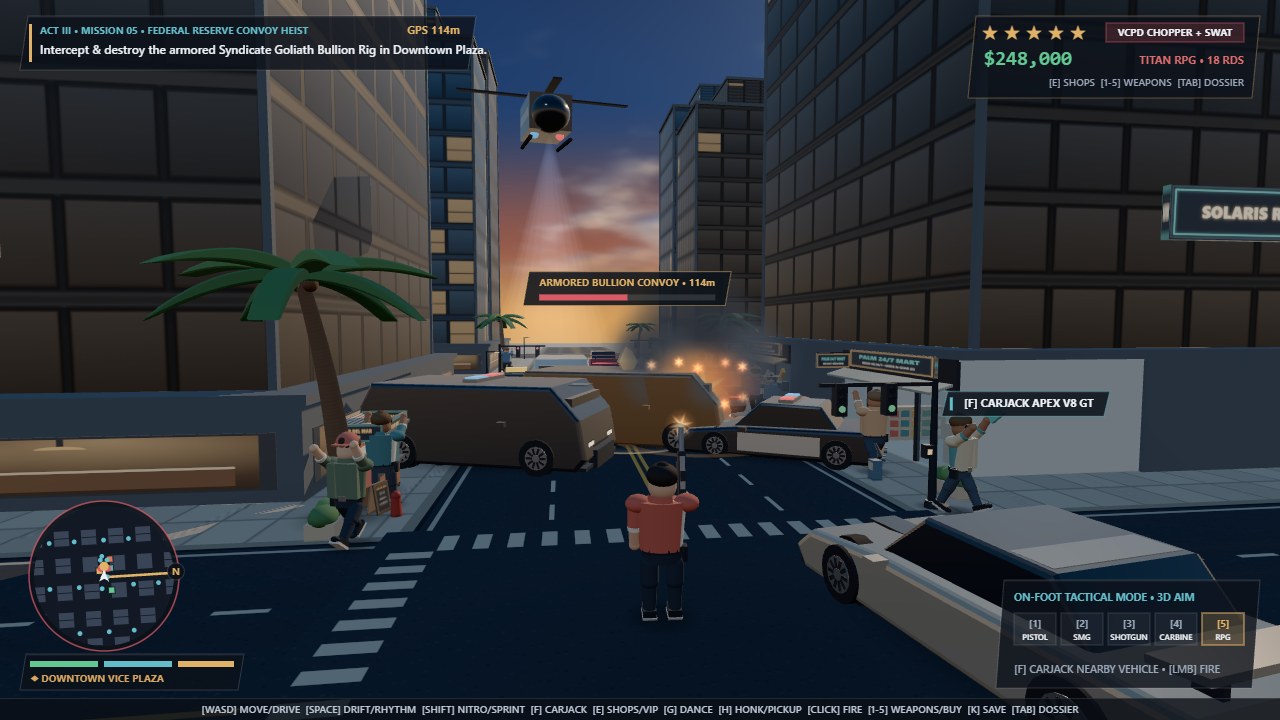 ACT III • MISSION 05 • FEDERAL RESERVE CONVOY HEIST
GPS 114m
Intercept & destroy the armored Syndicate Goliath Bullion Rig in Downtown Plaza.
★★★★★ VCPD CHOPPER + SWAT
$248,000
TITAN RPG • 18 RDS
[E] SHOPS [1-5] WEAPONS [TAB] DOSSIER
SOLARIS
ARMORED BULLION CONVOY • 114m
PALM 24/7 MART
[F] CARJACK APEX V8 GT
N
DOWNTOWN VICE PLAZA
ON-FOOT TACTICAL MODE • 3D AIM
[1] PISTOL
[2] SMG
[3] SHOTGUN
[4] CARBINE
[5] RPG
[F] CARJACK NEARBY VEHICLE • [LMB] FIRE
[WASD] MOVE/DRIVE [SPACE] DRIFT/RHYTHM [SHIFT] NITRO/SPRINT [F] CARJACK [E] SHOPS/VIP [G] DANCE [H] HONK/PICKUP [CLICK] FIRE [1-5] WEAPONS/BUY [K] SAVE [TAB] DOSSIER